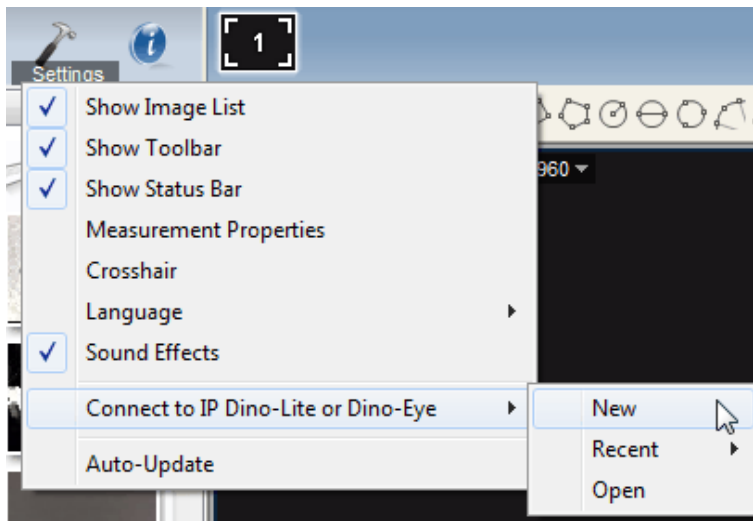 1
Settings
Show Image List
Show Toolbar
960
Show Status Bar
Measurement Properties
Crosshair
Language
Sound Effects
Connect to IP Dino-Lite or Dino-Eye
New
Recent
Auto-Update
Open